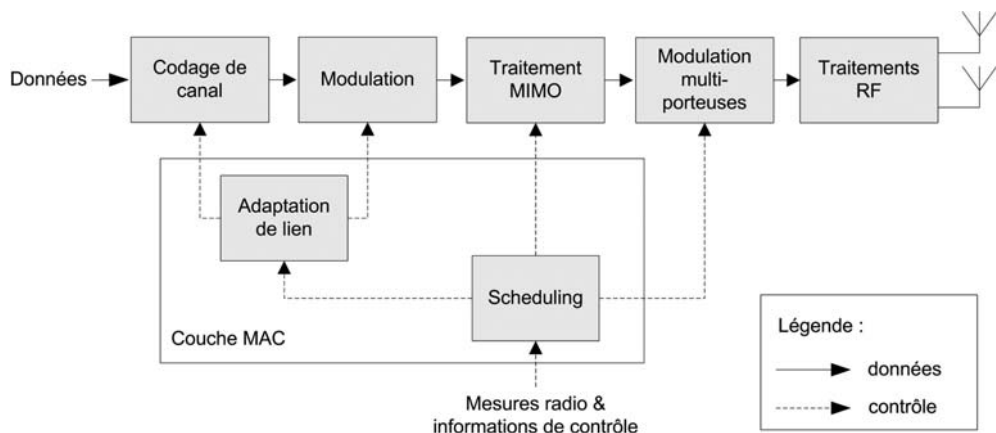 Données
Codage de
canal
Modulation
Traitement
MIMO
Modulation
multi-
porteuses
Traitements
RF
Adaptation
de lien
Scheduling
Couche MAC
Mesures radio &
informations de contrôle
Légende :
données
contrôle